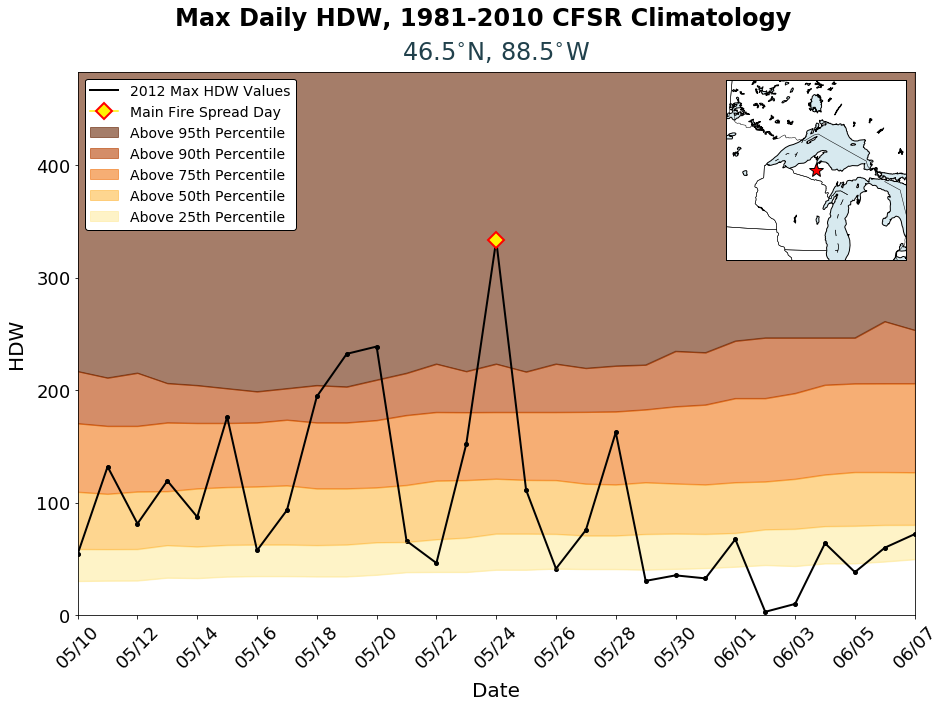 Max Daily HDW, 1981-2010 CFSR Climatology
46.5°N, 88.5°W
2012 Max HDW Values
Main Fire Spread Day
Above 95th Percentile
Above 90th Percentile
Above 75th Percentile
Above 50th Percentile
Above 25th Percentile
HDW
400
300
200
100
0
05/10
05/12
05/14
05/16
05/18
05/20
05/22
05/24
05/26
05/28
05/30
06/01
06/03
06/05
06/07
Date